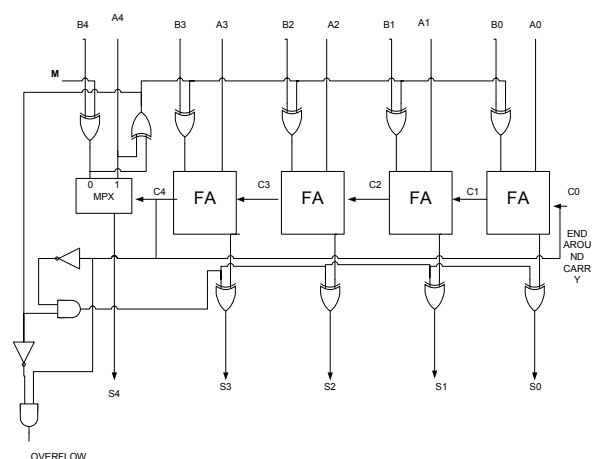 B4 A4 B3 A3 B2 A2 B1 A1 B0 A0
M
0 1
MPX
C4 FA C3 FA C2 FA C1 FA C0
END
AROU
ND
CARR
Y
S4 S3 S2 S1 S0
OVERFLOW